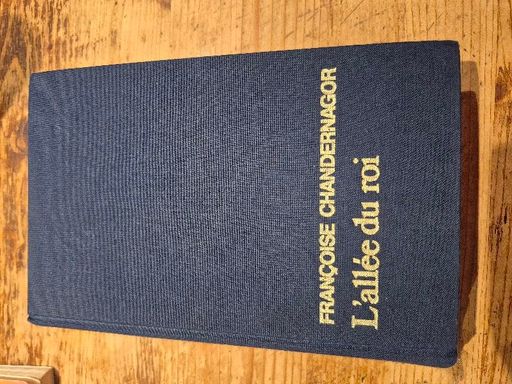 FRANÇOISE CHANDERNAGOR
L'allée du roi